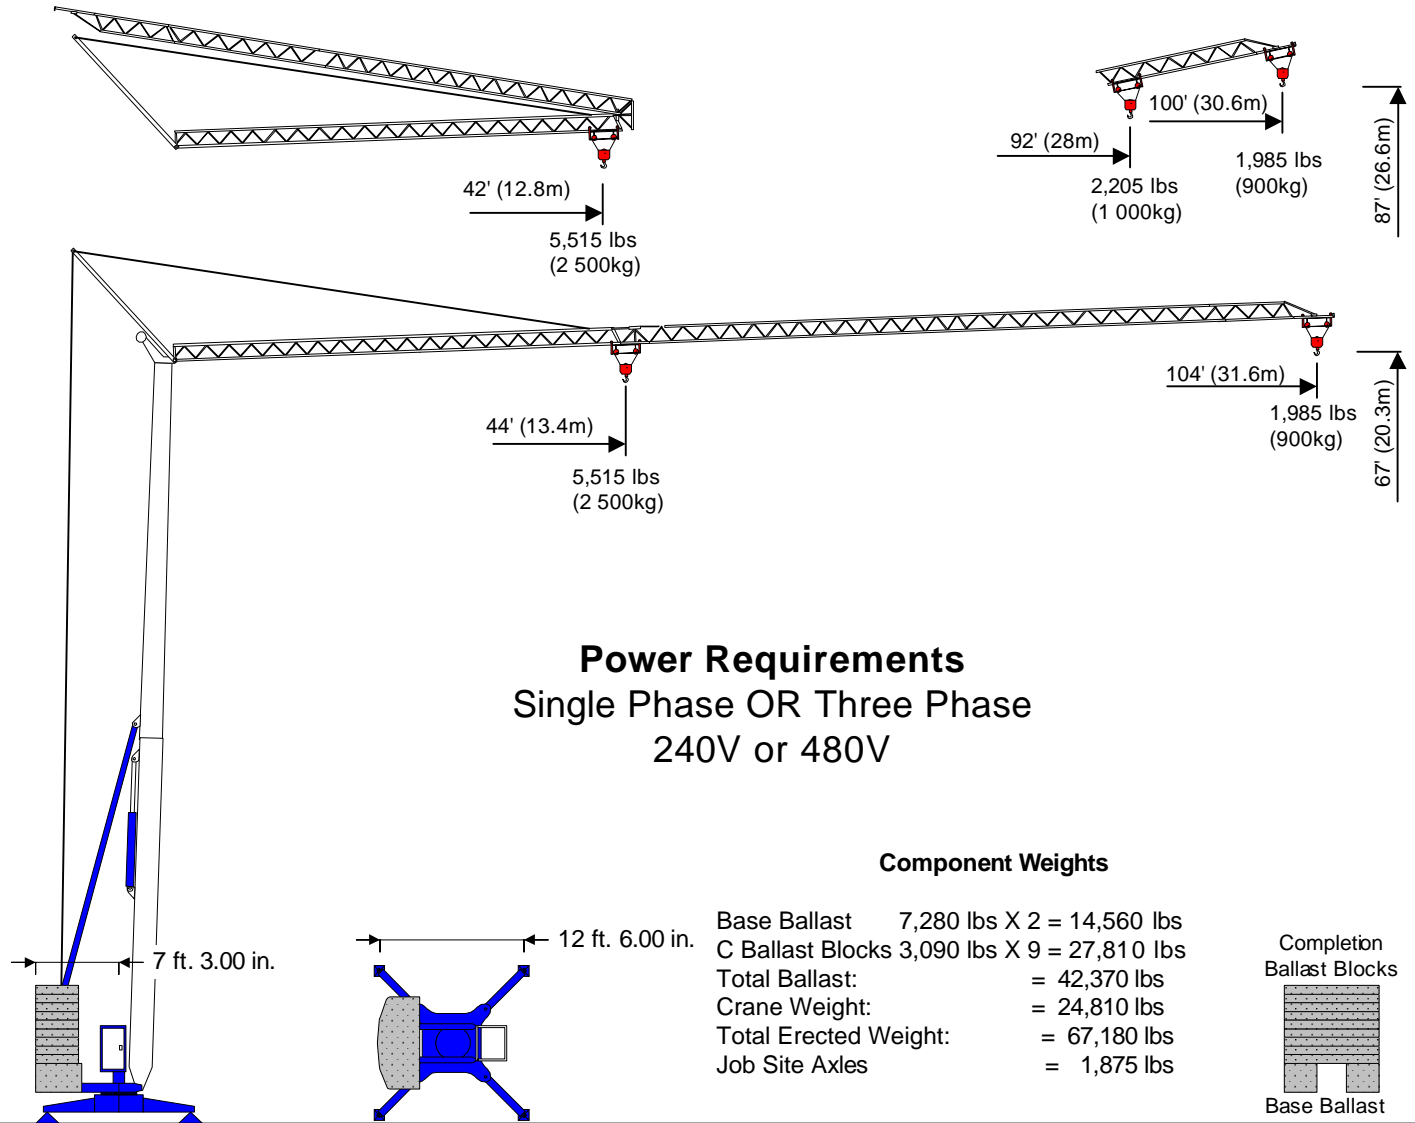 100' (30.6m)
92' (28m)
1,985 lbs
(900kg)
2,205 lbs
(1 000kg)
87' (26.6m)
42' (12.8m)
5,515 lbs
(2 500kg)
104' (31.6m)
1,985 lbs
(900kg)
67' (20.3m)
44' (13.4m)
5,515 lbs
(2 500kg)
Power Requirements
Single Phase OR Three Phase
240V or 480V
Component Weights
Base Ballast 7,280 lbs X 2 = 14,560 lbs
C Ballast Blocks 3,090 lbs X 9 = 27,810 lbs
Total Ballast: = 42,370 lbs
Crane Weight: = 24,810 lbs
Total Erected Weight: = 67,180 lbs
Job Site Axles = 1,875 lbs
7 ft. 3.00 in.
12 ft. 6.00 in.
Completion
Ballast Blocks
Base Ballast